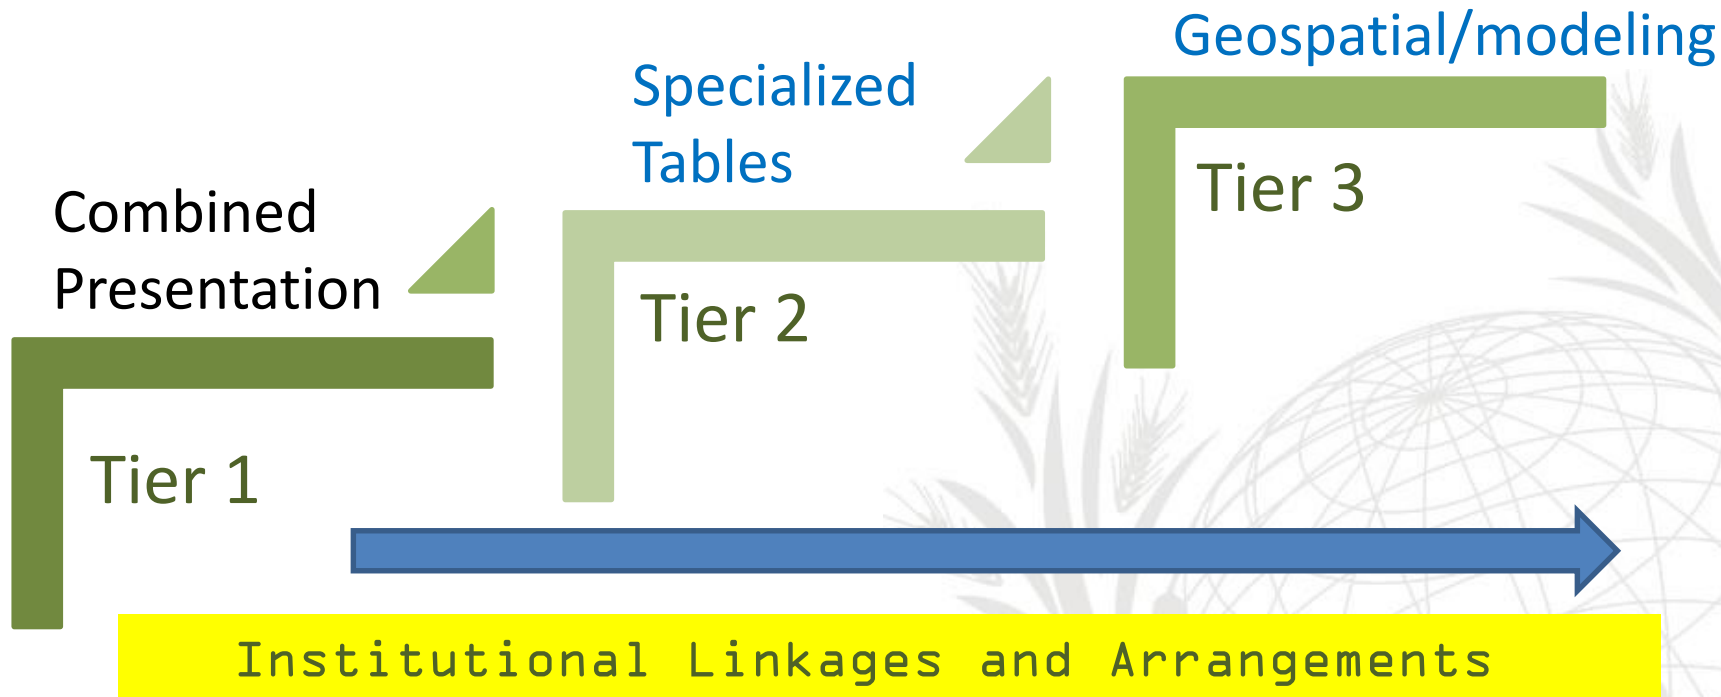 Combined
Presentation
Tier 1
Specialized
Tables
Tier 2
Geospatial/modeling
Tier 3
Institutional Linkages and Arrangements